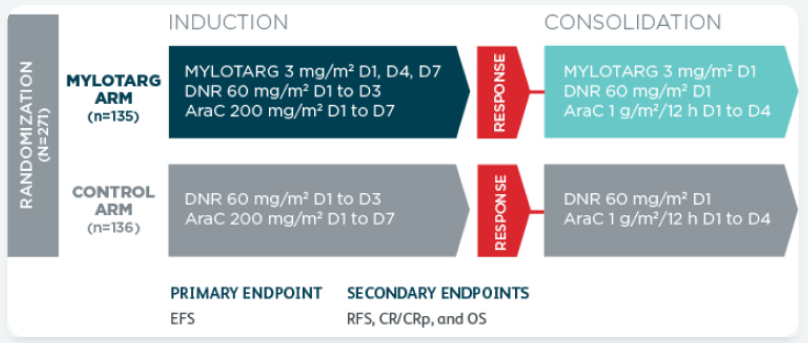 INDUCTION
CONSOLIDATION
RANDOMIZATION
(N=271)
MYLOTARG
ARM
(n=135)
MYLOTARG 3 mg/m² D1, D4, D7
DNR 60 mg/m² D1 to D3
AraC 200 mg/m² D1 to D7
RESPONSE
MYLOTARG 3 mg/m² D1
DNR 60 mg/m² D1
AraC 1 g/m²/12 h D1 to D4
CONTROL
ARM
(n=136)
DNR 60 mg/m² D1 to D3
AraC 200 mg/m² D1 to D7
RESPONSE
DNR 60 mg/m² D1
AraC 1 g/m²/12 h D1 to D4
PRIMARY ENDPOINT
EFS
SECONDARY ENDPOINTS
RFS, CR/CRp, and OS